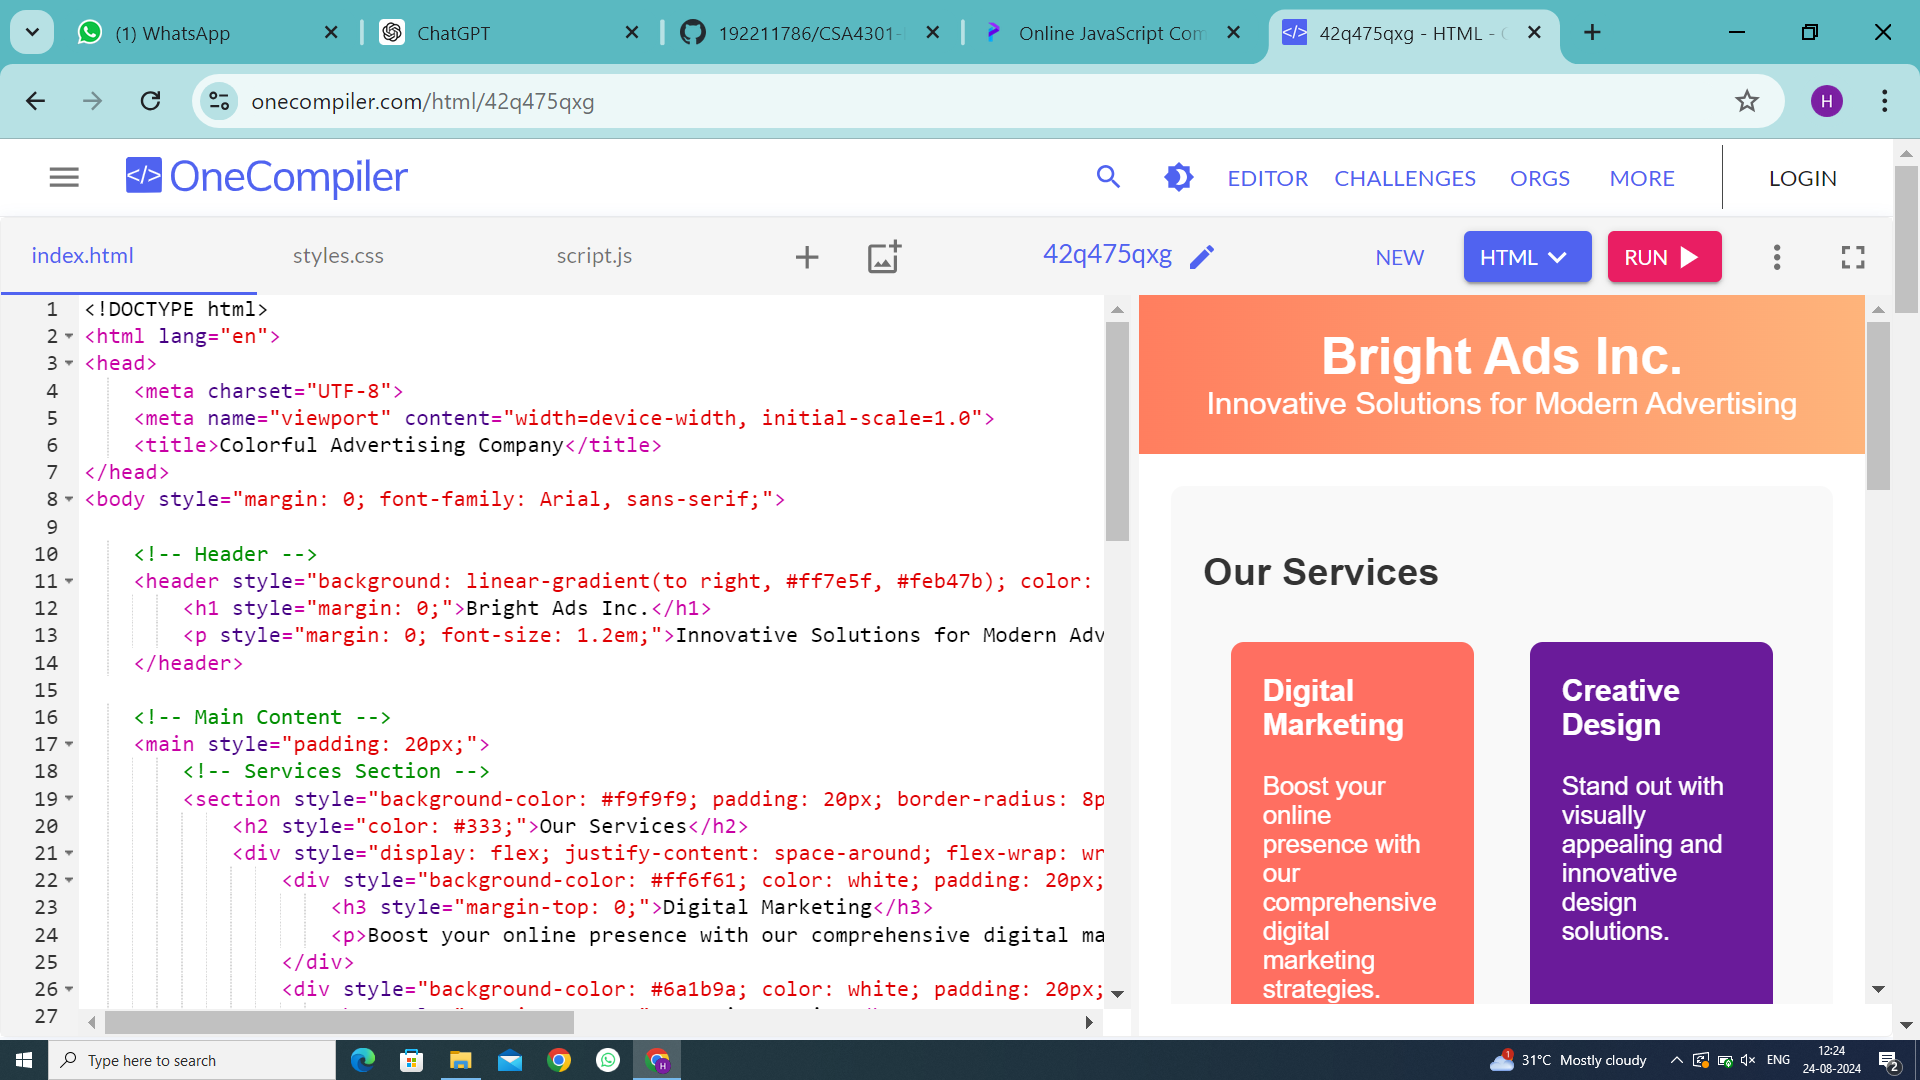 (1) WhatsApp
ChatGPT
192211786/CSA4301-
Online JavaScript Com
42q475qxg - HTML -
H
onecompiler.com/html/42q475qxg
</> OneCompiler
EDITOR
CHALLENGES
ORGS
MORE
LOGIN
index.html
styles.css
script.js
42q475qxg
NEW
HTML
RUN
1 <!DOCTYPE html>
2 <html lang="en">
3 <head>
4 <meta charset="UTF-8">
5 <meta name="viewport" content="width=device-width, initial-scale=1.0">
6 <title>Colorful Advertising Company</title>
7 </head>
8 <body style="margin: 0; font-family: Arial, sans-serif;">
9
10 <!-- Header -->
11 <header style="background: linear-gradient(to right, #ff7e5f, #feb47b); color:
12 <h1 style="margin: 0;">Bright Ads Inc.</h1>
13 <p style="margin: 0; font-size: 1.2em;">Innovative Solutions for Modern Adv
14 </header>
15
16 <!-- Main Content -->
17 <main style="padding: 20px;">
18 <!-- Services Section -->
19 <section style="background-color: #f9f9f9; padding: 20px; border-radius: 8p
20 <h2 style="color: #333;">Our Services</h2>
21 <div style="display: flex; justify-content: space-around; flex-wrap: wr
22 <div style="background-color: #ff6f61; color: white; padding: 20px;
23 <h3 style="margin-top: 0;">Digital Marketing</h3>
24 <p>Boost your online presence with our comprehensive digital ma
25 </div>
26 <div style="background-color: #6a1b9a; color: white; padding: 20px;
27
Bright Ads Inc.
Innovative Solutions for Modern Advertising
Our Services
Digital
Marketing
Boost your
online
presence with
our
comprehensive
digital
marketing
strategies.
Creative
Design
Stand out with
visually
appealing and
innovative
design
solutions.
Type here to search
H
1
31°C Mostly cloudy
ENG
12:24
24-08-2024
2